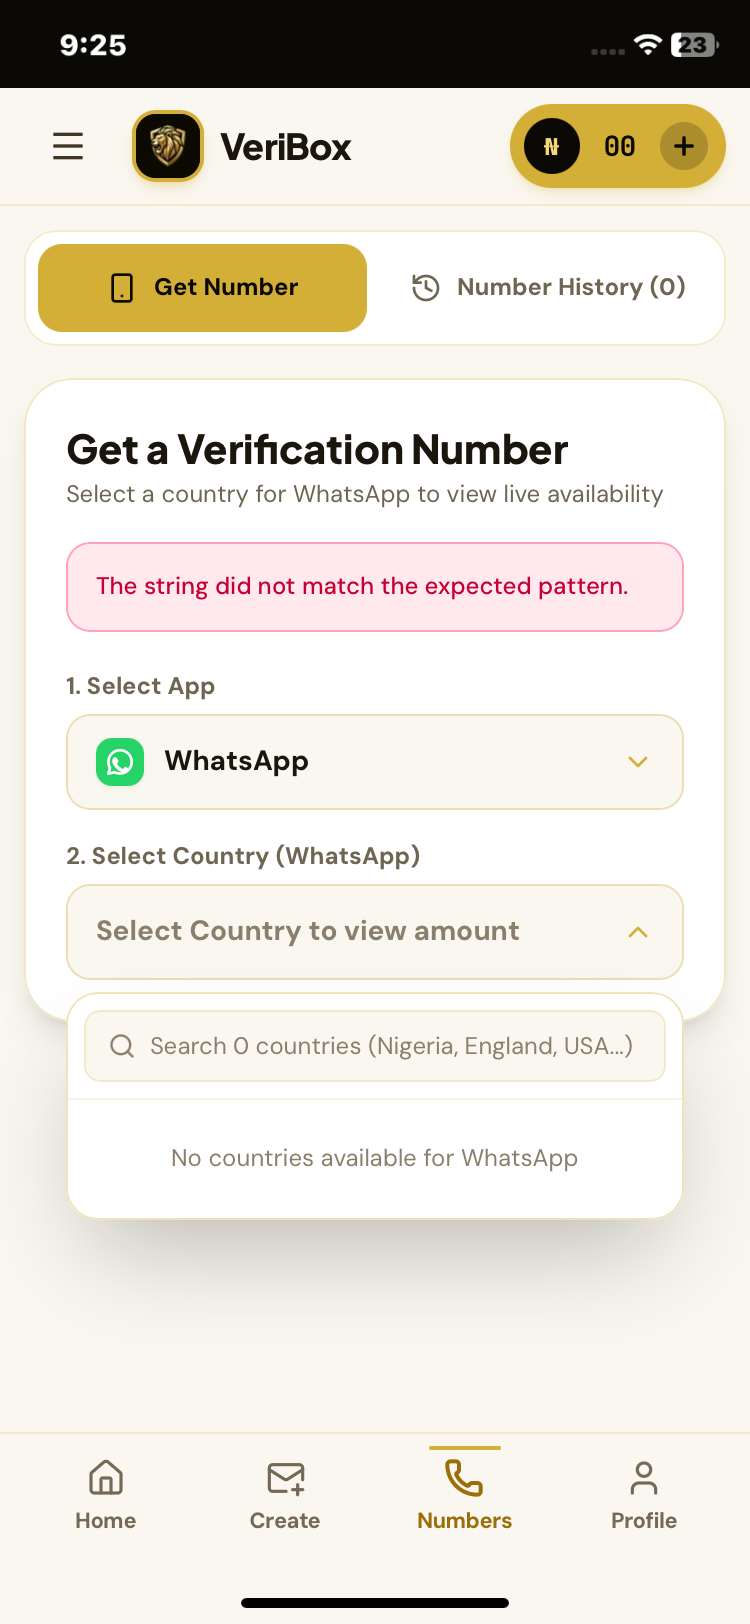 9:25
23
VeriBox
₦
00
+
Get Number
Number History (0)
Get a Verification Number
Select a country for WhatsApp to view live availability
The string did not match the expected pattern.
1. Select App
WhatsApp
2. Select Country (WhatsApp)
Select Country to view amount
Search 0 countries (Nigeria, England, USA...)
No countries available for WhatsApp
Home
Create
Numbers
Profile